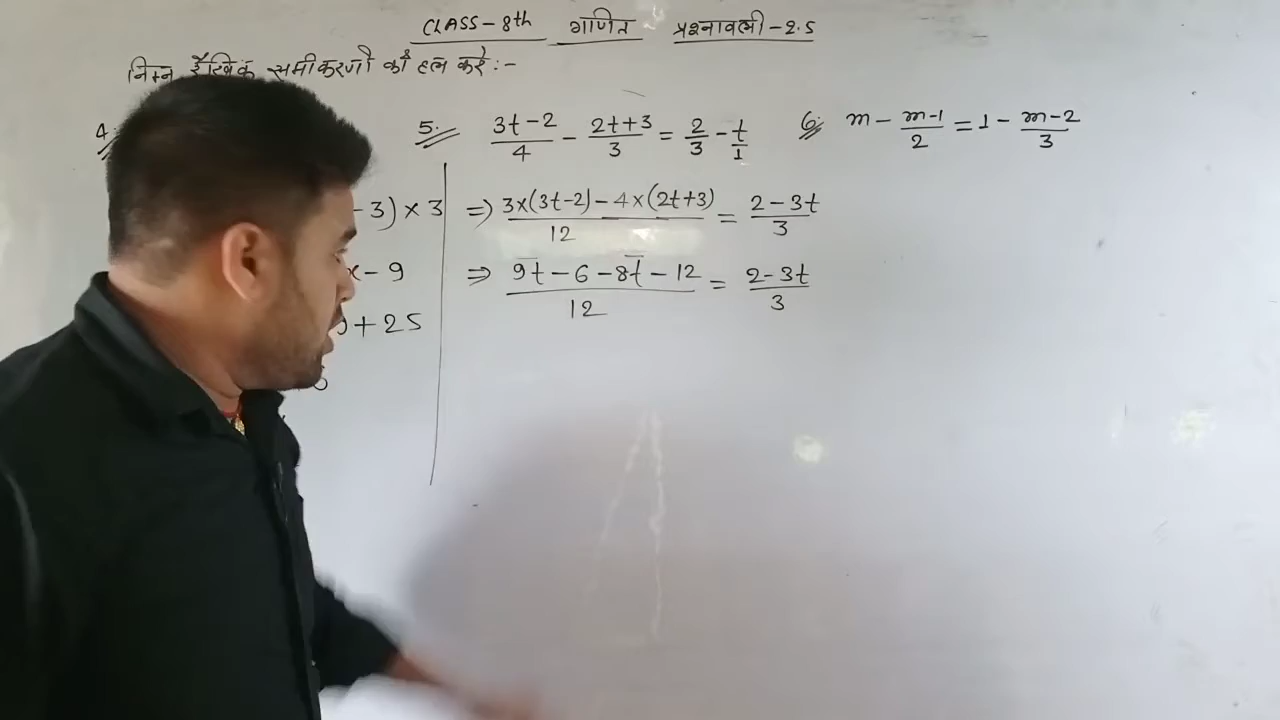 CLASS-8th गणित प्रश्नावली-2.5
निम्न रैखिक समीकरणों को हल करें:-
4.
- 3) × 3
x - 9
+ 25
5. (3t-2)/4 - (2t+3)/3 = 2/3 - t/1
⇒ (3×(3t-2) - 4×(2t+3))/12 = (2-3t)/3
⇒ (9t-6-8t-12)/12 = (2-3t)/3
6. m - (m-1)/2 = 1 - (m-2)/3